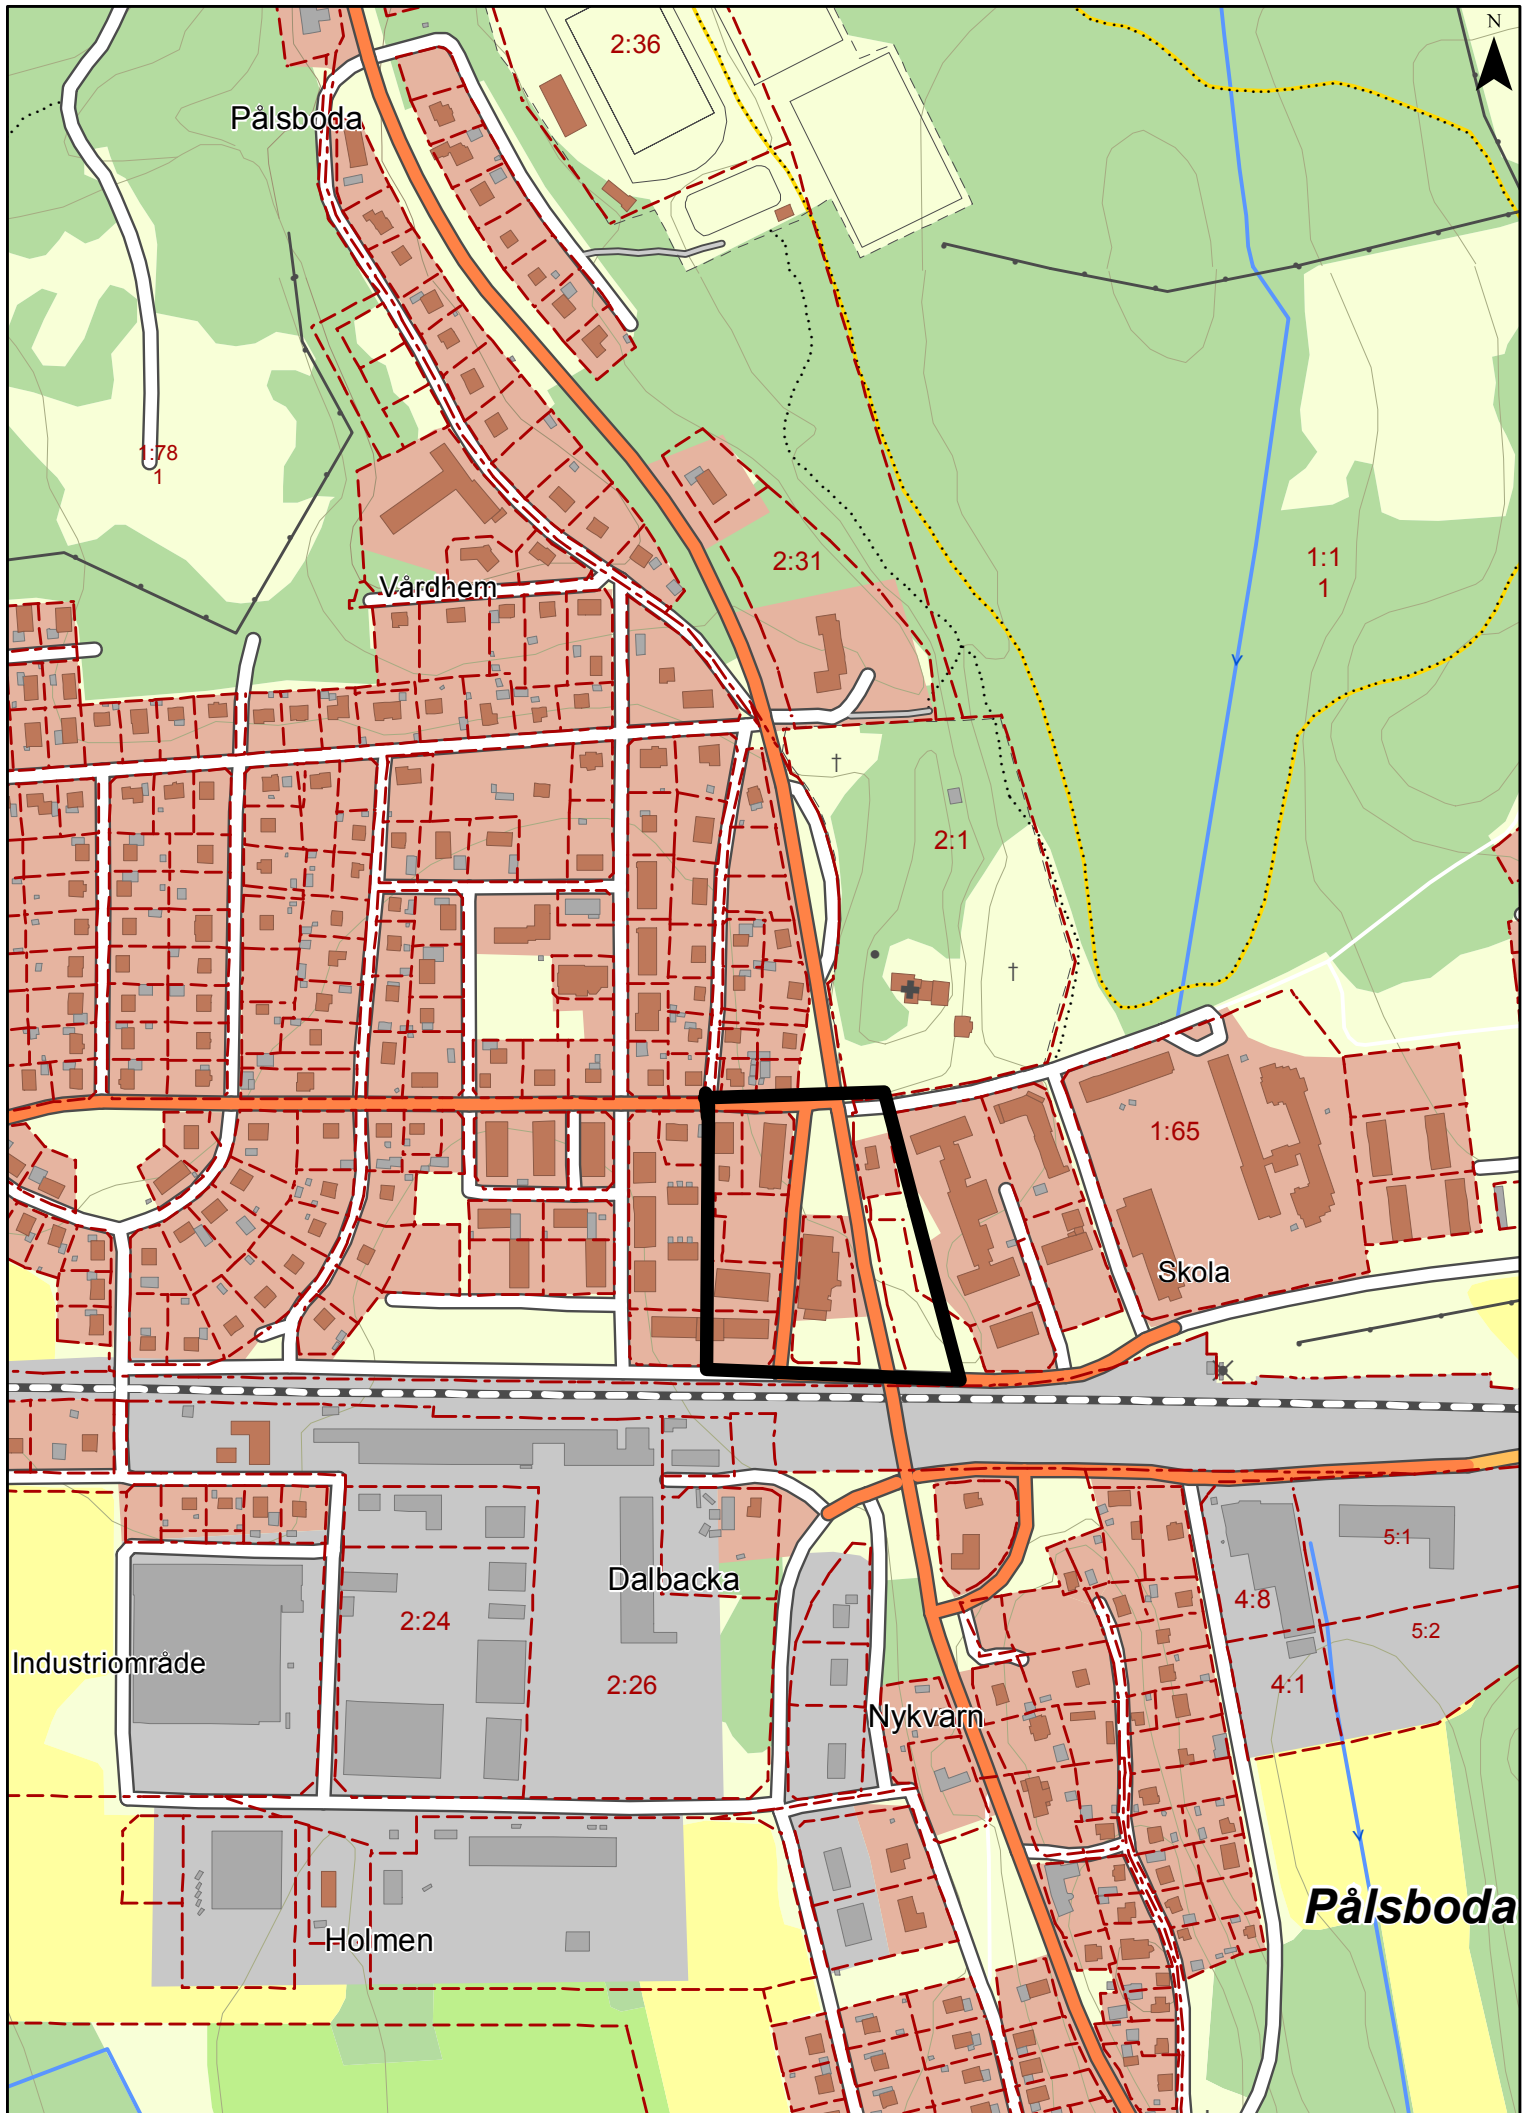 N
2:36
Pålsboda
1:78
1
2:31
1:1
1
Vårdhem
†
2:1
†
1:65
Skola
Dalbacka
5:1
4:8
2:24
5:2
Industriområde
2:26
4:1
Nykvarn
Pålsboda
Holmen